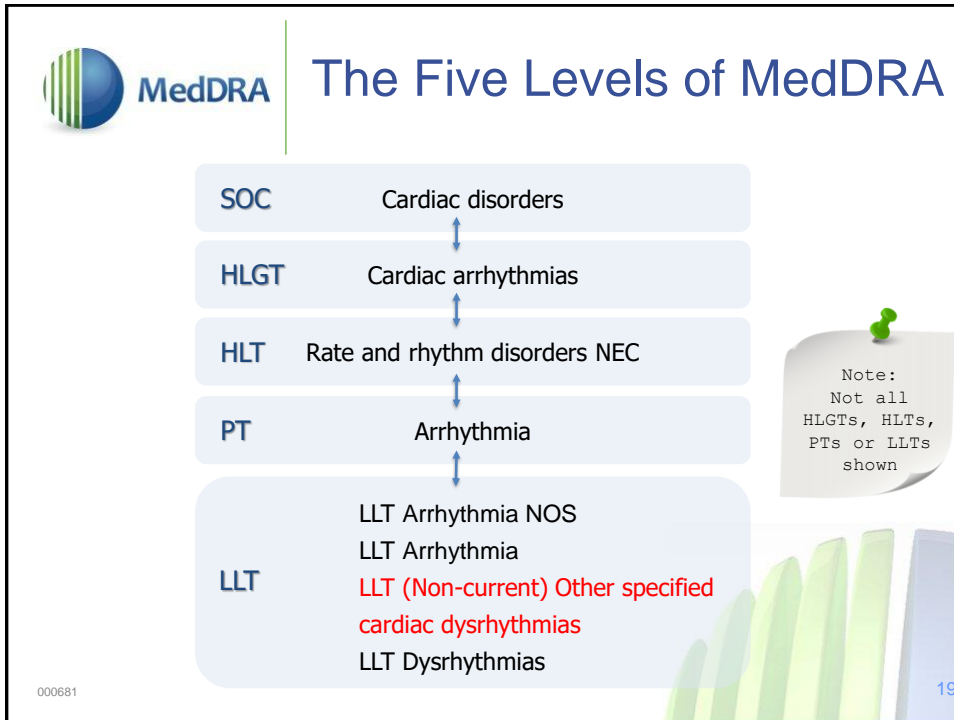 MedDRA
The Five Levels of MedDRA
SOC Cardiac disorders
HLGT Cardiac arrhythmias
HLT Rate and rhythm disorders NEC
PT Arrhythmia
LLT
LLT Arrhythmia NOS
LLT Arrhythmia
LLT (Non-current) Other specified
cardiac dysrhythmias
LLT Dysrhythmias
Note:
Not all
HLGTs, HLTs,
PTs or LLTs
shown
000681
19